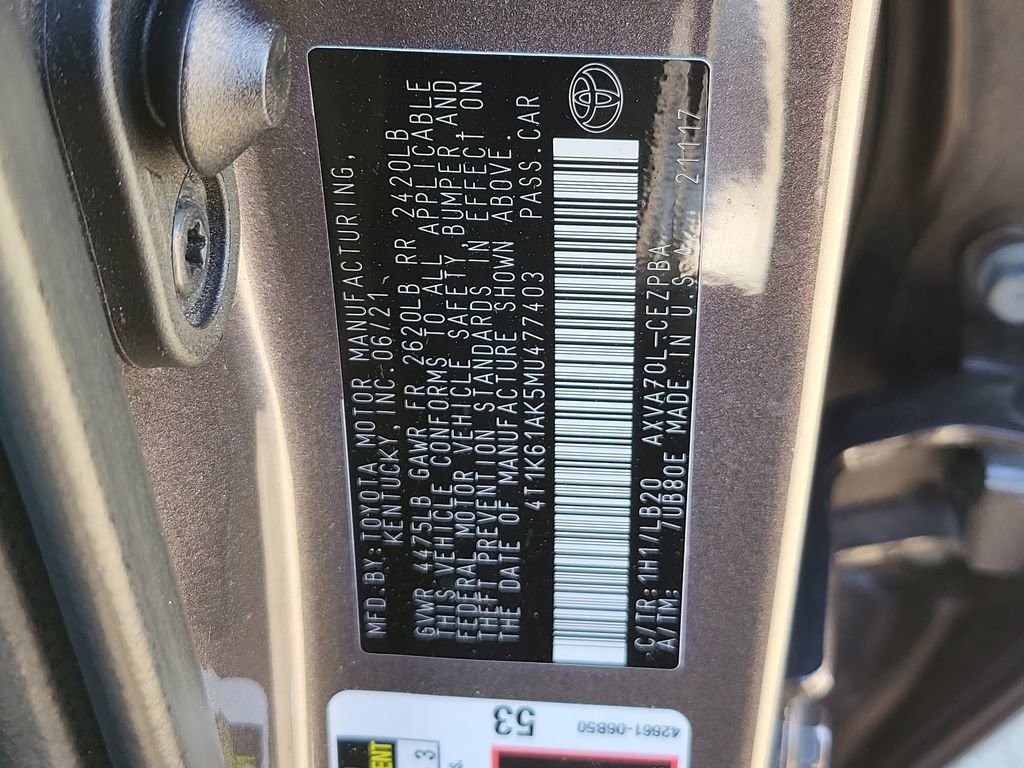 MFD.BY:TOYOTA MOTOR MANUFACTURING,
KENTUCKY, INC.06/21
GVWR 4475LB GAWR FR 2620LB RR 2420LB
THIS VEHICLE CONFORMS TO ALL APPLICABLE
FEDERAL MOTOR VEHICLE SAFETY, BUMPER, AND
THEFT PREVENTION STANDARDS IN EFFECT ON
THE DATE OF MANUFACTURE SHOWN ABOVE.
4T1K61AK5MU477403 PASS.CAR
C/TR:1H1/LB20 AXVA70L-CEZPBA
A/TM: 7UB80E MADE IN U.S.A. 21117
53
42661-06B50
3